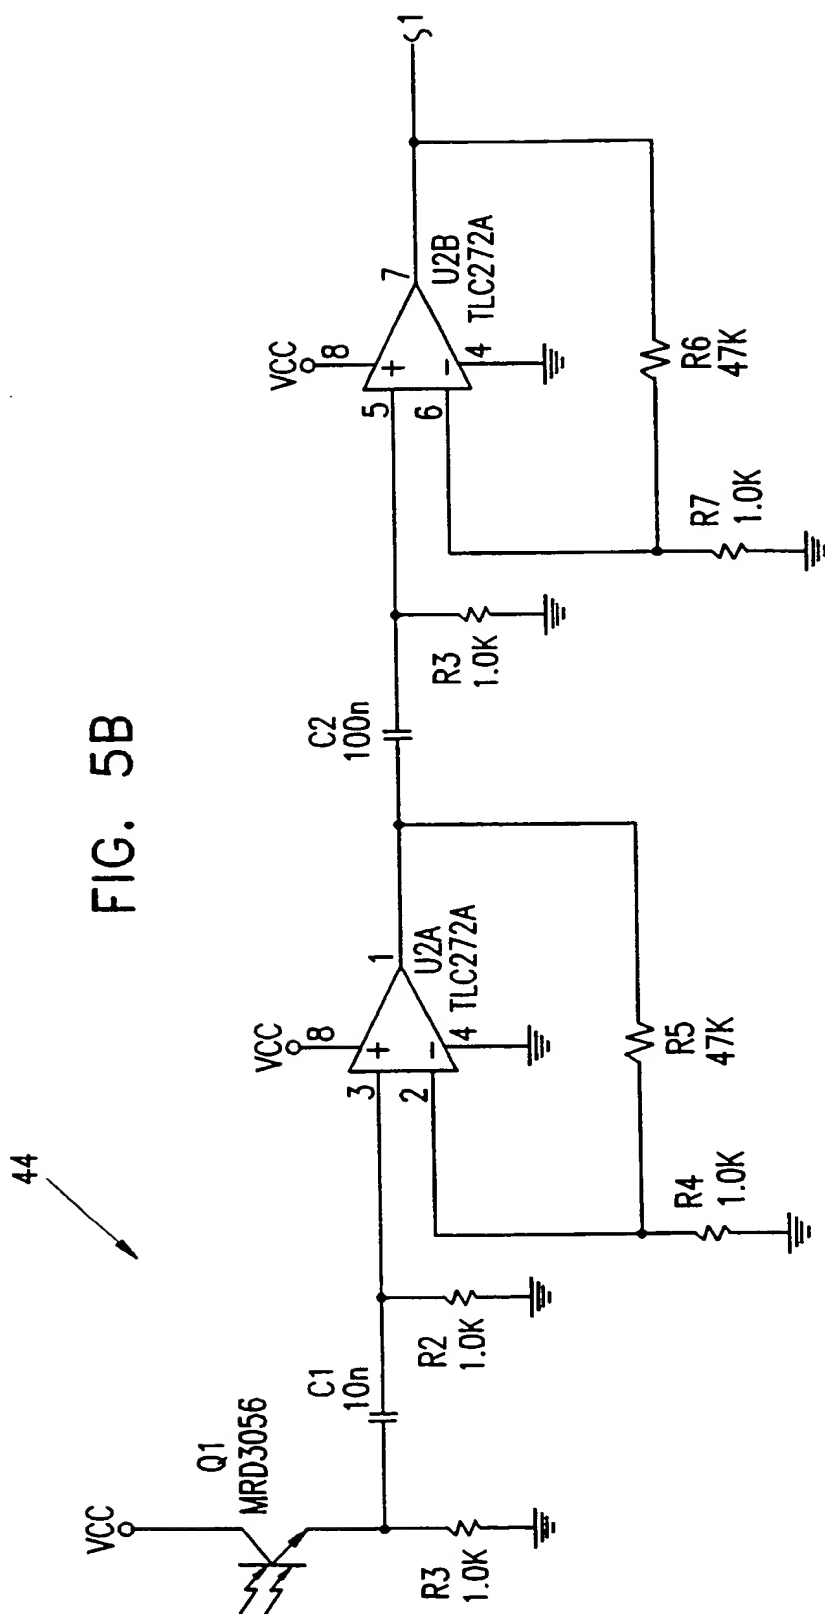 FIG. 5B
44
VCC
Q1
MRD3056
R3
1.0K
C1
10n
R2
1.0K
VCC
8
3
+
2
−
1
4
U2A
TLC272A
R4
1.0K
R5
47K
C2
100n
R3
1.0K
VCC
8
5
+
6
−
7
4
U2B
TLC272A
R7
1.0K
R6
47K
S1